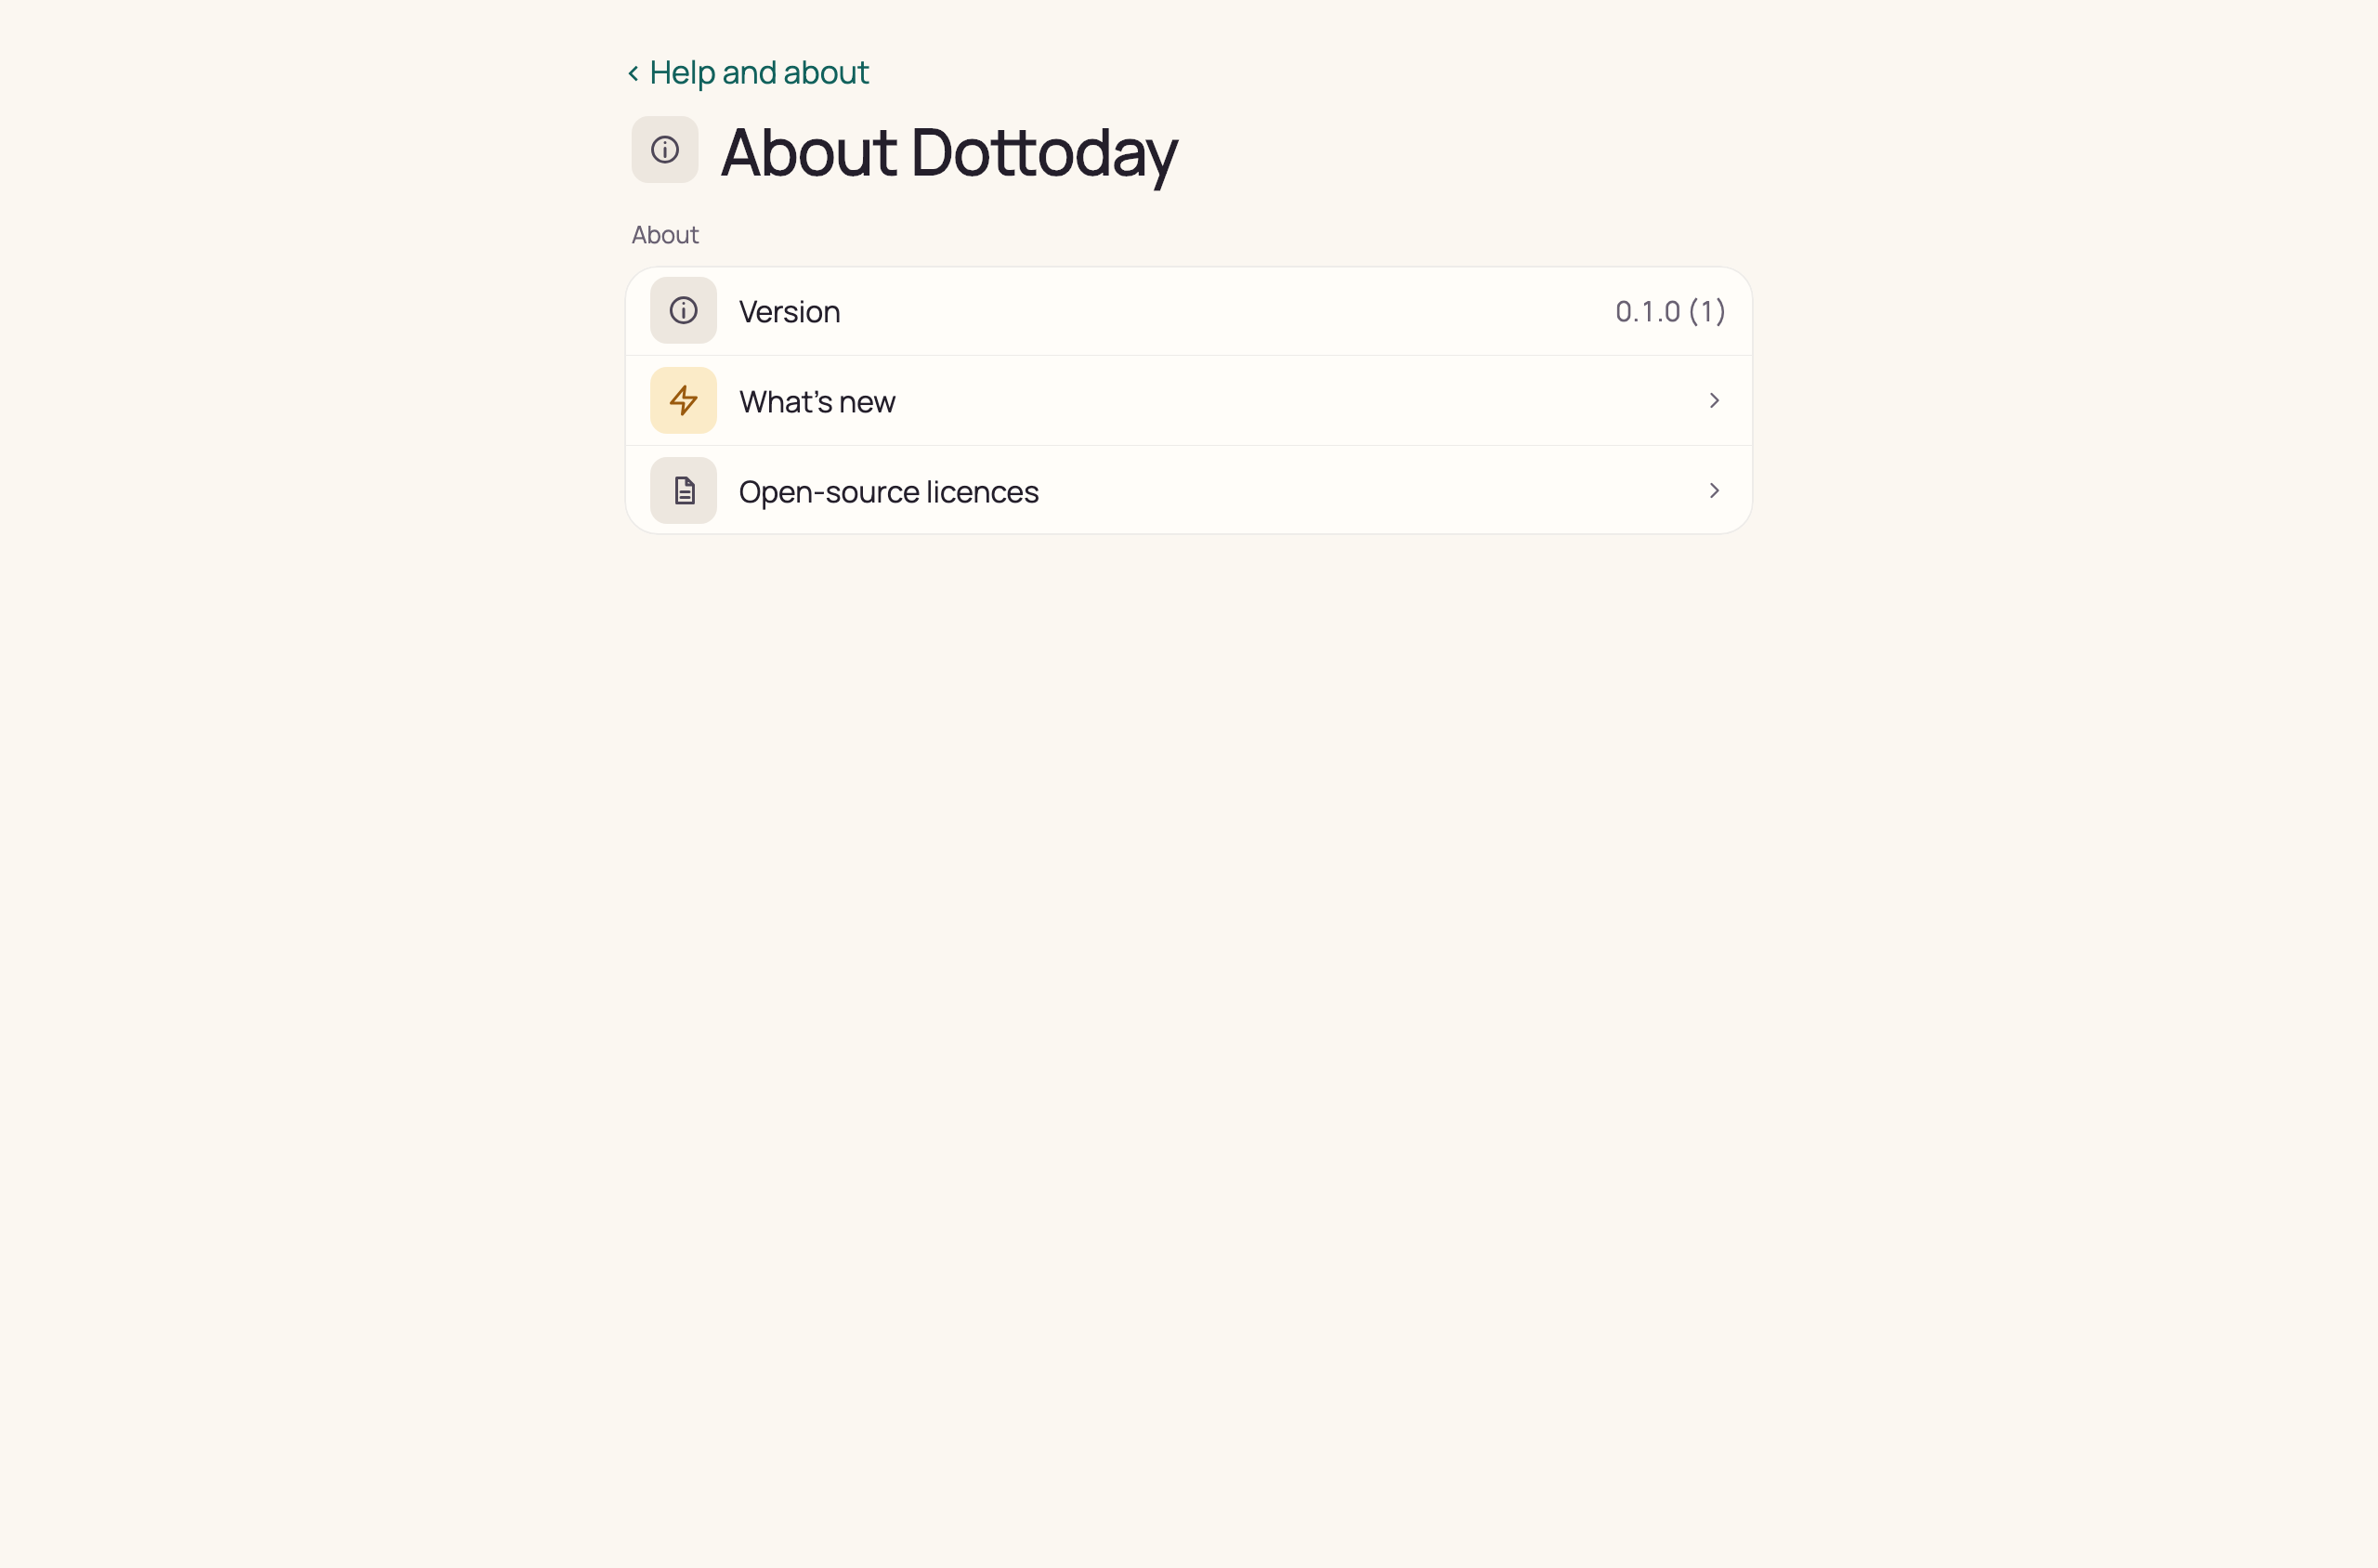 Help and about
About Dottoday
About
Version 0.1.0 (1)
What’s new
Open-source licences